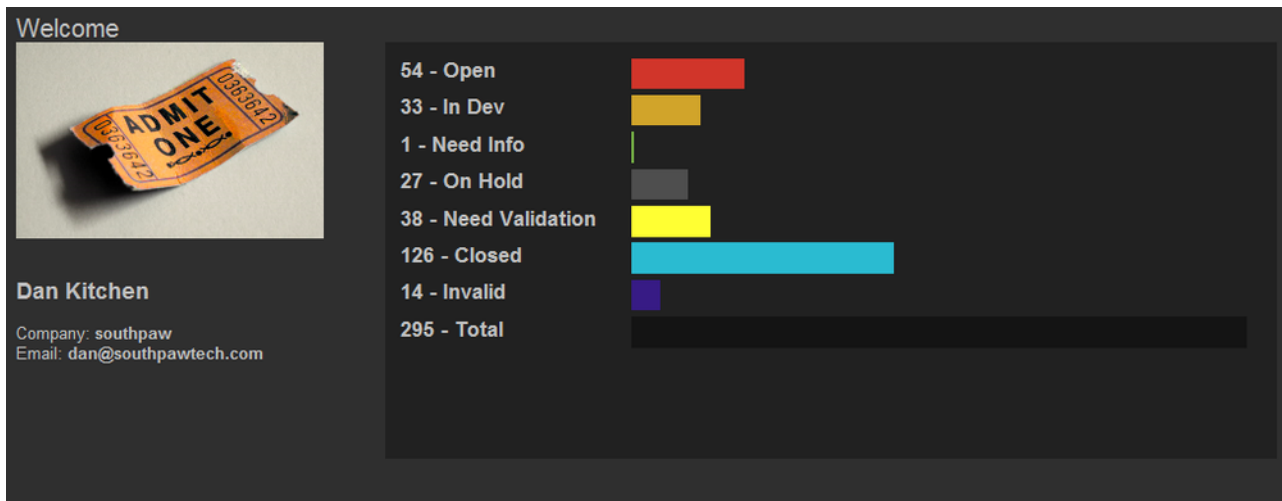 Welcome
0363642
ADMIT
ONE.
0363642
Dan Kitchen
Company: southpaw
Email: dan@southpawtech.com
54 - Open
33 - In Dev
1 - Need Info
27 - On Hold
38 - Need Validation
126 - Closed
14 - Invalid
295 - Total